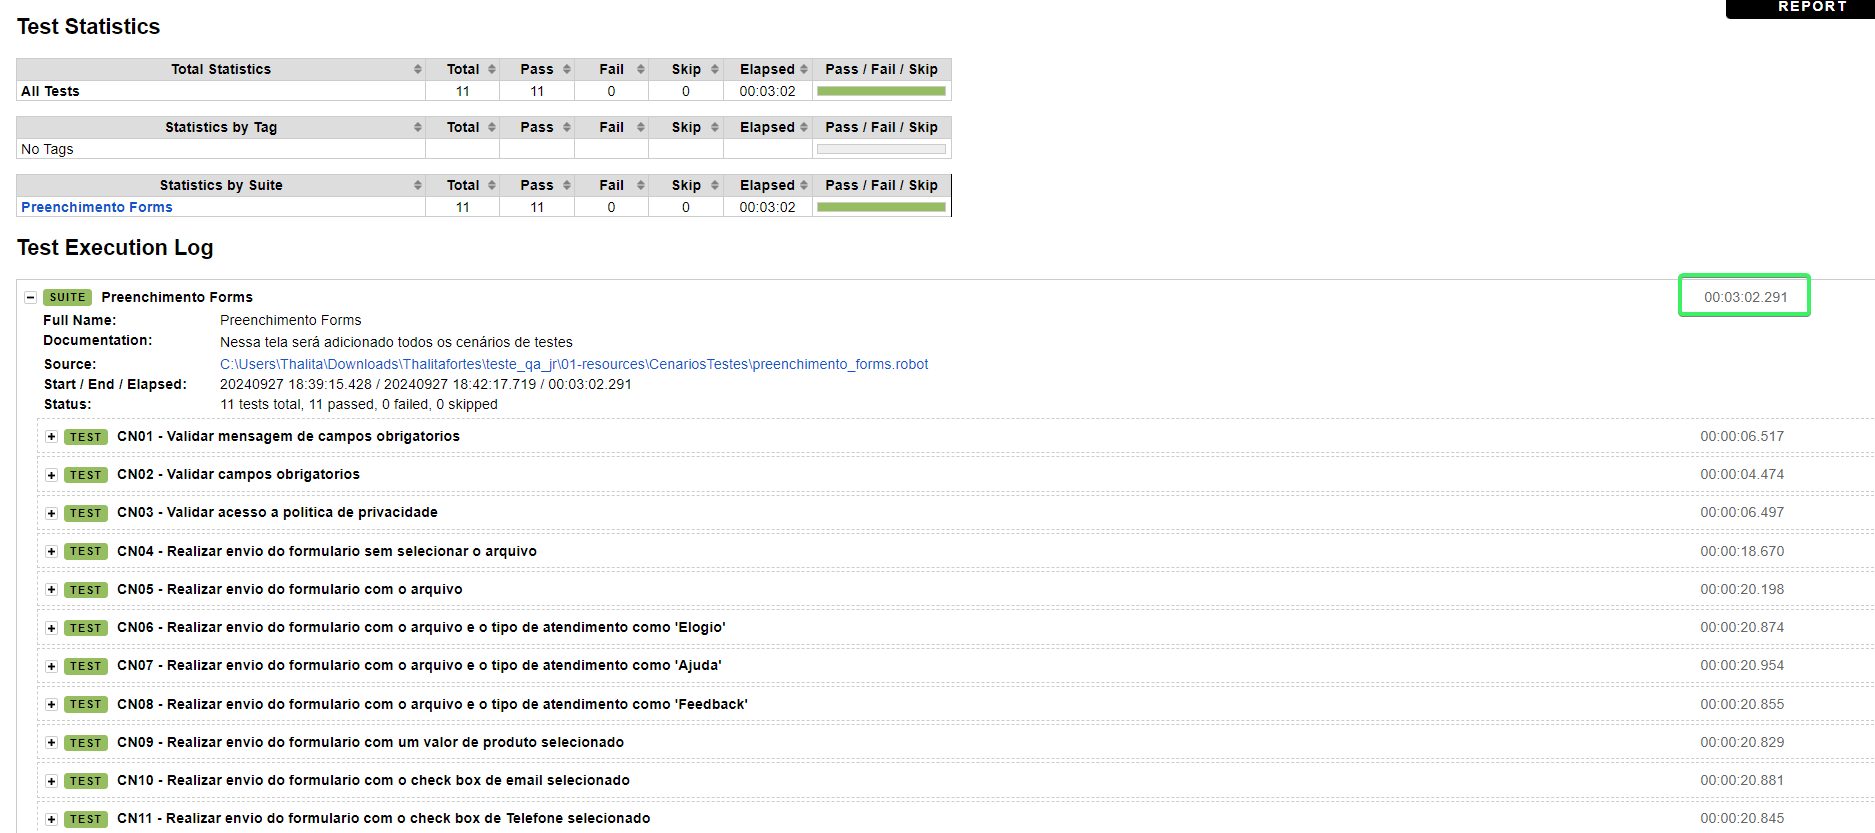 REPORT
Test Statistics
Total Statistics Total Pass Fail Skip Elapsed Pass / Fail / Skip
All Tests 11 11 0 0 00:03:02
Statistics by Tag Total Pass Fail Skip Elapsed Pass / Fail / Skip
No Tags
Statistics by Suite Total Pass Fail Skip Elapsed Pass / Fail / Skip
Preenchimento Forms 11 11 0 0 00:03:02
Test Execution Log
SUITE Preenchimento Forms 00:03:02.291
Full Name: Preenchimento Forms
Documentation: Nessa tela será adicionado todos os cenários de testes
Source: C:\Users\Thalita\Downloads\Thalitafortes\teste_qa_jr\01-resources\CenariosTestes\preenchimento_forms.robot
Start / End / Elapsed: 20240927 18:39:15.428 / 20240927 18:42:17.719 / 00:03:02.291
Status: 11 tests total, 11 passed, 0 failed, 0 skipped
TEST CN01 - Validar mensagem de campos obrigatorios 00:00:06.517
TEST CN02 - Validar campos obrigatorios 00:00:04.474
TEST CN03 - Validar acesso a politica de privacidade 00:00:06.497
TEST CN04 - Realizar envio do formulario sem selecionar o arquivo 00:00:18.670
TEST CN05 - Realizar envio do formulario com o arquivo 00:00:20.198
TEST CN06 - Realizar envio do formulario com o arquivo e o tipo de atendimento como 'Elogio' 00:00:20.874
TEST CN07 - Realizar envio do formulario com o arquivo e o tipo de atendimento como 'Ajuda' 00:00:20.954
TEST CN08 - Realizar envio do formulario com o arquivo e o tipo de atendimento como 'Feedback' 00:00:20.855
TEST CN09 - Realizar envio do formulario com um valor de produto selecionado 00:00:20.829
TEST CN10 - Realizar envio do formulario com o check box de email selecionado 00:00:20.881
TEST CN11 - Realizar envio do formulario com o check box de Telefone selecionado 00:00:20.845